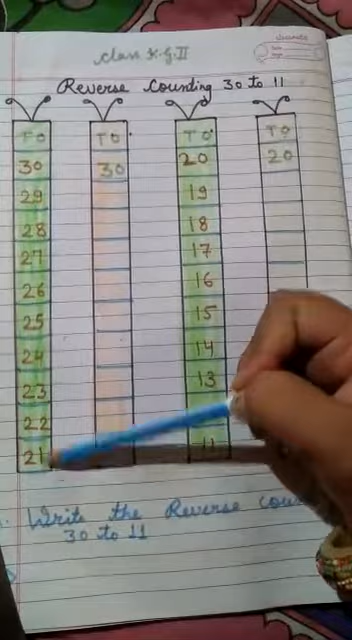 Class K.G.II
Reverse Counting 30 to 11
TO TO TO TO
30 30 20 20
29 19
28 18
27 17
26 16
25 15
24 14
23 13
22
21 11
Write the Reverse
30 to 11